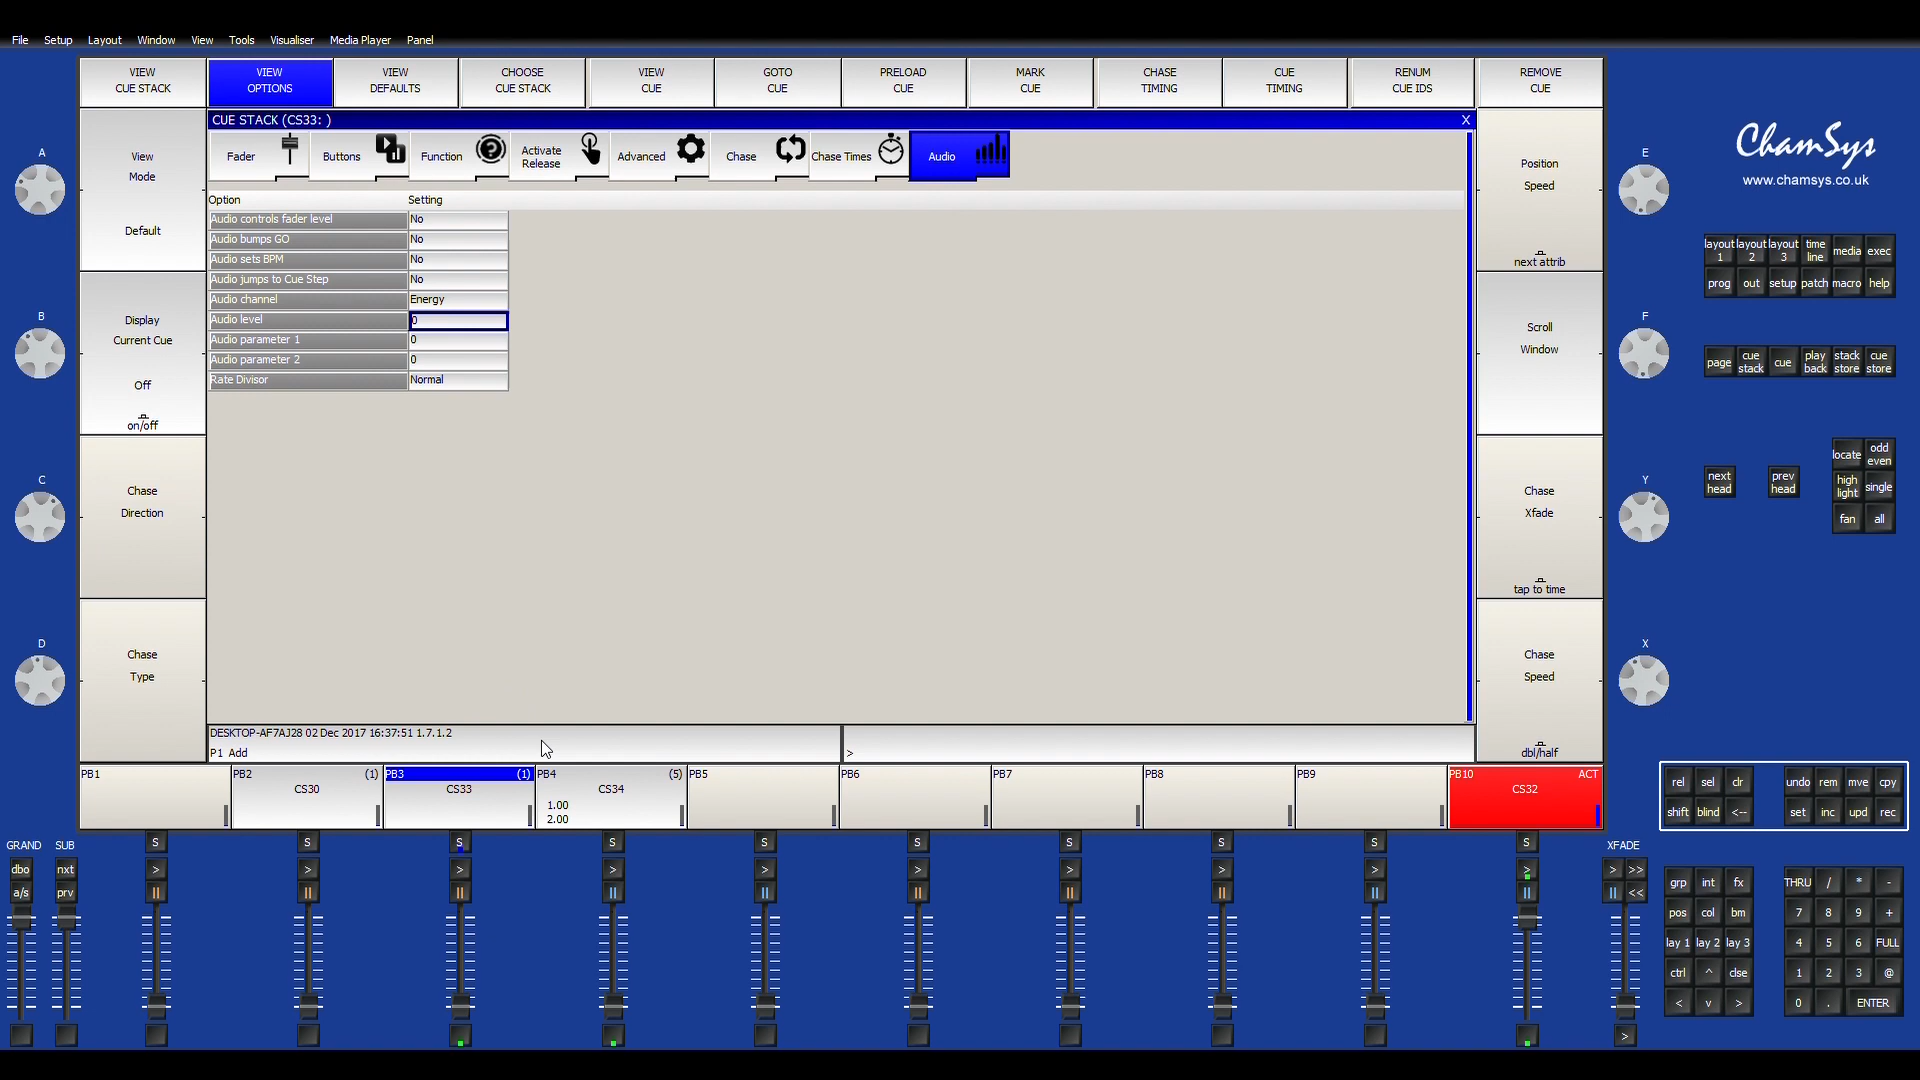 File Setup Layout Window View Tools Visualiser Media Player Panel
VIEW CUE STACK
VIEW OPTIONS
VIEW DEFAULTS
CHOOSE CUE STACK
VIEW CUE
GOTO CUE
PRELOAD CUE
MARK CUE
CHASE TIMING
CUE TIMING
RENUM CUE IDS
REMOVE CUE
CUE STACK (CS33: ) X
Fader
Buttons
Function
Activate Release
Advanced
Chase
Chase Times
Audio
Option Setting
Audio controls fader level No
Audio bumps GO No
Audio sets BPM No
Audio jumps to Cue Step No
Audio channel Energy
Audio level 0
Audio parameter 1 0
Audio parameter 2 0
Rate Divisor Normal
A
View
Mode
Default
B
Display
Current Cue
Off
on/off
C
Chase
Direction
D
Chase
Type
Position
Speed
next attrib
E
Scroll
Window
F
Chase
Xfade
tap to time
Y
Chase
Speed
dbl/half
X
ChamSys
www.chamsys.co.uk
layout 1 layout 2 layout 3 time line media exec
prog out setup patch macro help
page cue stack cue play back stack store cue store
next head prev head
locate odd even
high light single
fan all
DESKTOP-AF7AJ28 02 Dec 2017 16:37:51 1.7.1.2
P1 Add
>
PB1
PB2 (1)
CS30
PB3 (1)
CS33
PB4 (5)
CS34
1.00
2.00
PB5
PB6
PB7
PB8
PB9
PB10 ACT
CS32
rel sel clr undo rem mve cpy
shift blind <-- set inc upd rec
GRAND SUB
dbo nxt
a/s prv
S S S S S S S S S S
> > > > > > > > > >
XFADE
> >>
<<
>
grp int fx THRU / * -
pos col bm 7 8 9 +
lay 1 lay 2 lay 3 4 5 6 FULL
ctrl ^ clse 1 2 3 @
< v > 0 . ENTER